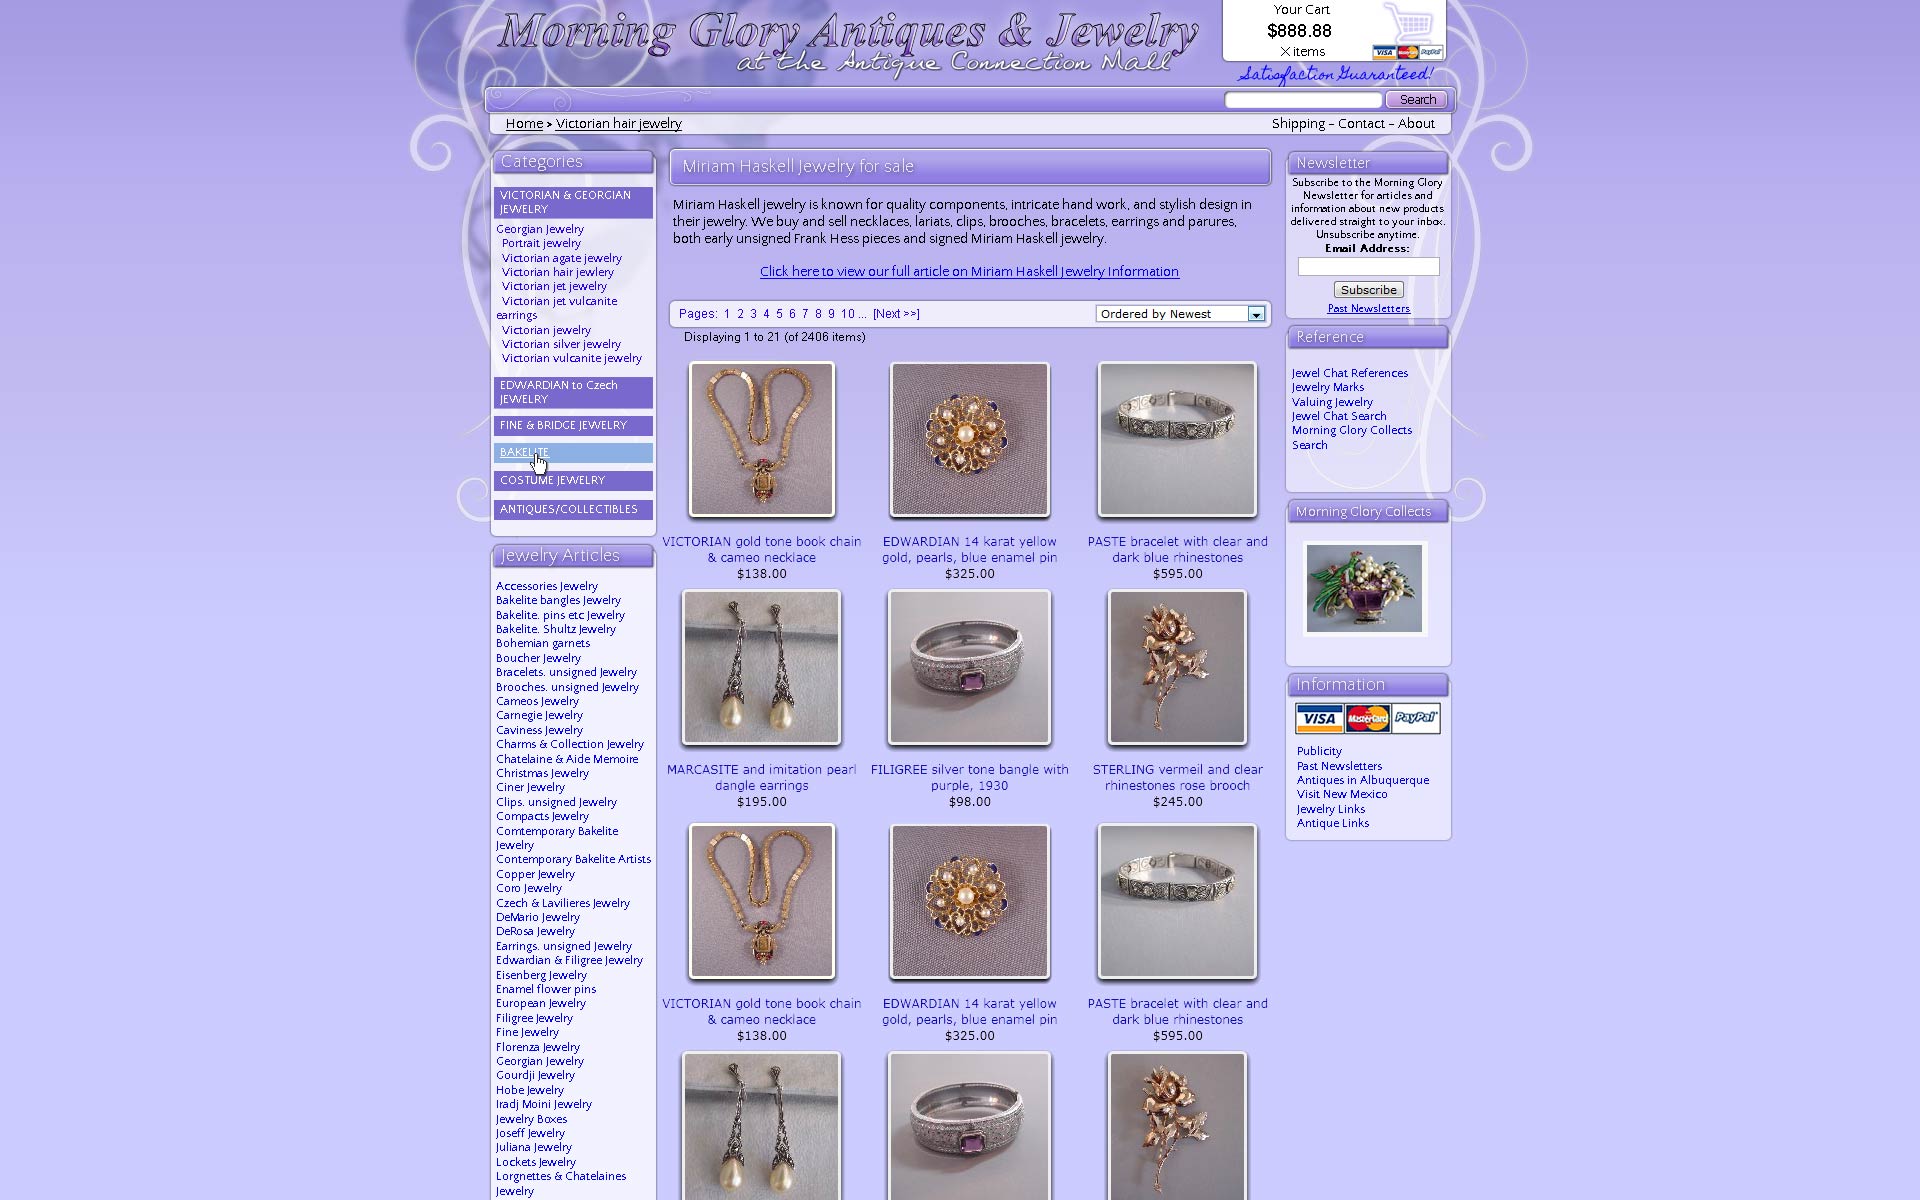 Morning Glory Antiques & Jewelry
at the Antique Connection Mall
Your Cart
$888.88
X items
VISA MasterCard PayPal
Satisfaction Guaranteed!
Search
Home > Victorian hair jewelry
Shipping - Contact - About
Categories
VICTORIAN & GEORGIAN
JEWELRY
Georgian Jewelry
Portrait jewelry
Victorian agate jewelry
Victorian hair jewlery
Victorian jet jewelry
Victorian jet vulcanite
earrings
Victorian jewelry
Victorian silver jewelry
Victorian vulcanite jewelry
EDWARDIAN to Czech
JEWELRY
FINE & BRIDGE JEWELRY
BAKELITE
COSTUME JEWELRY
ANTIQUES/COLLECTIBLES
Jewelry Articles
Accessories Jewelry
Bakelite bangles Jewelry
Bakelite. pins etc Jewelry
Bakelite. Shultz Jewelry
Bohemian garnets
Boucher Jewelry
Bracelets. unsigned Jewelry
Brooches. unsigned Jewelry
Cameos Jewelry
Carnegie Jewelry
Caviness Jewelry
Charms & Collection Jewelry
Chatelaine & Aide Memoire
Christmas Jewelry
Ciner Jewelry
Clips. unsigned Jewelry
Compacts Jewelry
Comtemporary Bakelite
Jewelry
Contemporary Bakelite Artists
Copper Jewelry
Coro Jewelry
Czech & Lavilieres Jewelry
DeMario Jewelry
DeRosa Jewelry
Earrings. unsigned Jewelry
Edwardian & Filigree Jewelry
Eisenberg Jewelry
Enamel flower pins
European Jewelry
Filigree Jewelry
Fine Jewelry
Florenza Jewelry
Georgian Jewelry
Gourdji Jewelry
Hobe Jewelry
Iradj Moini Jewelry
Jewelry Boxes
Joseff Jewelry
Juliana Jewelry
Lockets Jewelry
Lorgnettes & Chatelaines
Jewelry
Miriam Haskell Jewelry for sale
Miriam Haskell jewelry is known for quality components, intricate hand work, and stylish design in
their jewelry. We buy and sell necklaces, lariats, clips, brooches, bracelets, earrings and parures,
both early unsigned Frank Hess pieces and signed Miriam Haskell jewelry.
Click here to view our full article on Miriam Haskell Jewelry Information
Pages: 1 2 3 4 5 6 7 8 9 10 ... [Next >>]
Ordered by Newest
Displaying 1 to 21 (of 2406 items)
VICTORIAN gold tone book chain
& cameo necklace
$138.00
EDWARDIAN 14 karat yellow
gold, pearls, blue enamel pin
$325.00
PASTE bracelet with clear and
dark blue rhinestones
$595.00
MARCASITE and imitation pearl
dangle earrings
$195.00
FILIGREE silver tone bangle with
purple, 1930
$98.00
STERLING vermeil and clear
rhinestones rose brooch
$245.00
VICTORIAN gold tone book chain
& cameo necklace
$138.00
EDWARDIAN 14 karat yellow
gold, pearls, blue enamel pin
$325.00
PASTE bracelet with clear and
dark blue rhinestones
$595.00
Newsletter
Subscribe to the Morning Glory
Newsletter for articles and
information about new products
delivered straight to your inbox.
Unsubscribe anytime.
Email Address:
Subscribe
Past Newsletters
Reference
Jewel Chat References
Jewelry Marks
Valuing Jewelry
Jewel Chat Search
Morning Glory Collects
Search
Morning Glory Collects
Information
VISA MasterCard PayPal
Publicity
Past Newsletters
Antiques in Albuquerque
Visit New Mexico
Jewelry Links
Antique Links